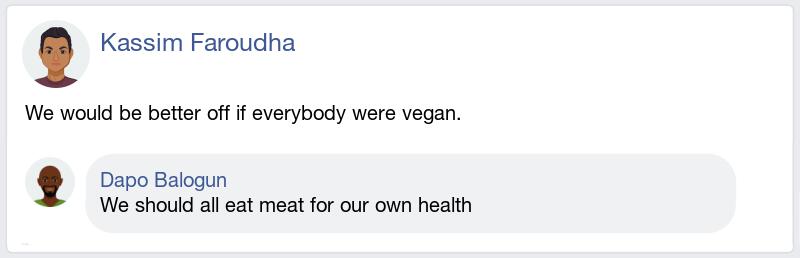 Kassim Faroudha
We would be better off if everybody were vegan.
Dapo Balogun
We should all eat meat for our own health